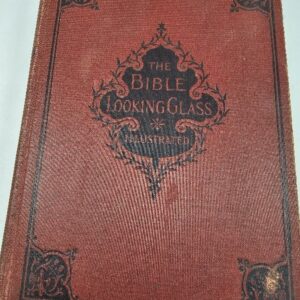 THE
BIBLE
LOOKING GLASS
ILLUSTRATED